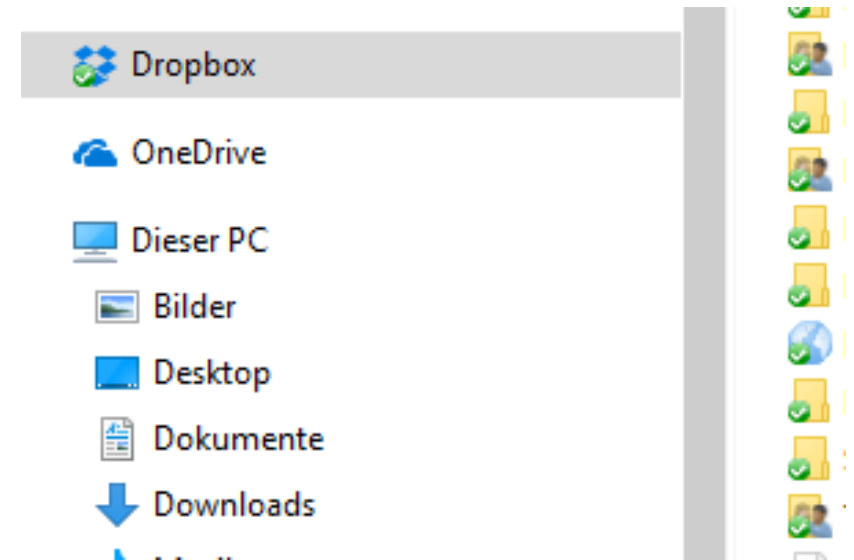 Dropbox
OneDrive
Dieser PC
Bilder
Desktop
Dokumente
Downloads